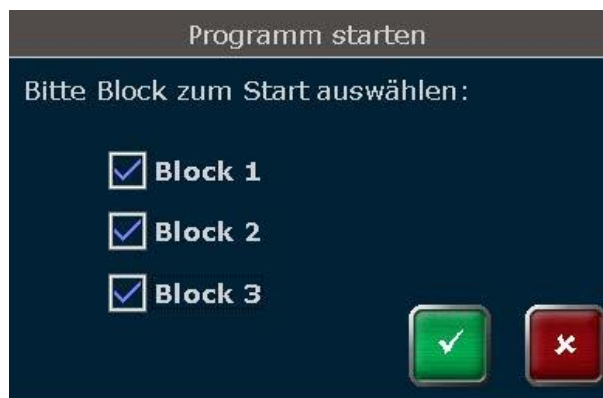 Programm starten
Bitte Block zum Start auswählen:
Block 1
Block 2
Block 3